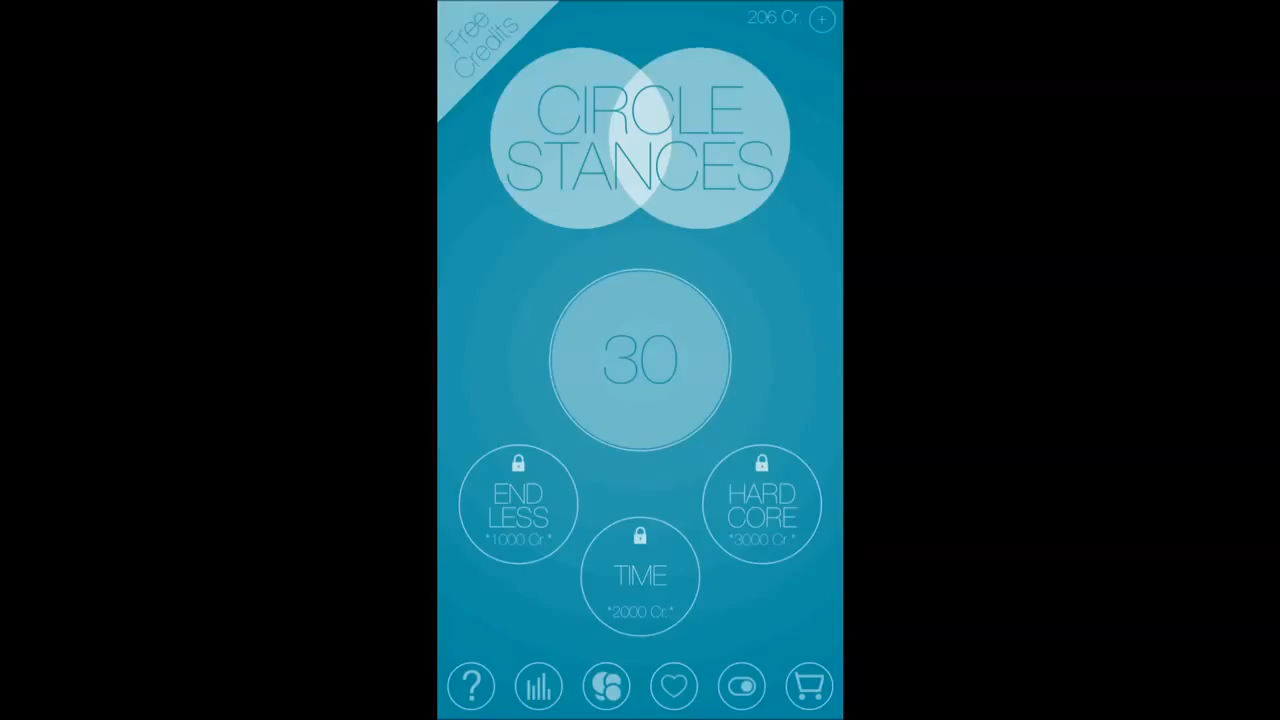 Free
Credits
206 Cr.
+
CIRCLE
STANCES
30
END
LESS
*1000 Cr.*
HARD
CORE
*3000 Cr.*
TIME
*2000 Cr.*
?